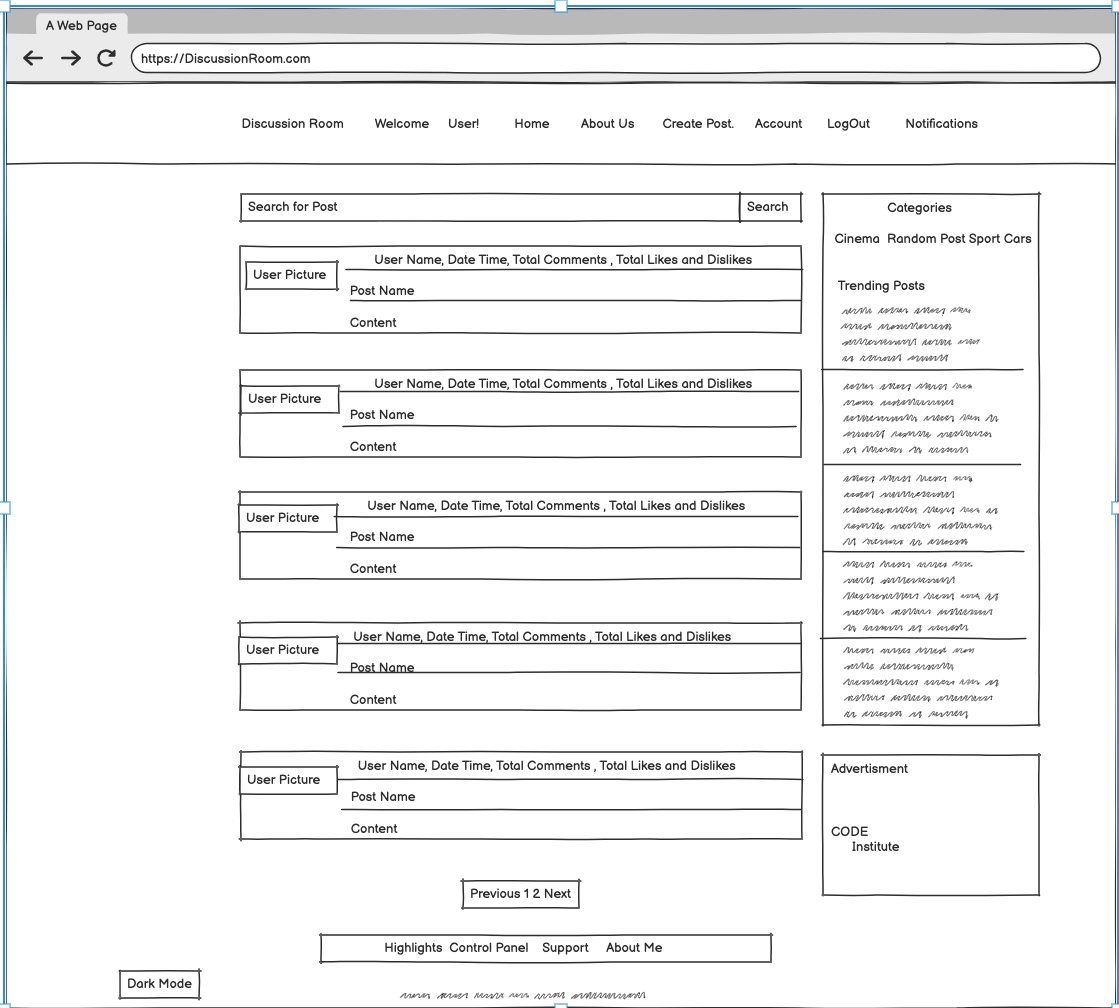 A Web Page
https://DiscussionRoom.com
Discussion Room Welcome User! Home About Us Create Post. Account LogOut Notifications
Search for Post Search
User Picture
User Name, Date Time, Total Comments , Total Likes and Dislikes
Post Name
Content
User Picture
User Name, Date Time, Total Comments , Total Likes and Dislikes
Post Name
Content
User Picture
User Name, Date Time, Total Comments , Total Likes and Dislikes
Post Name
Content
User Picture
User Name, Date Time, Total Comments , Total Likes and Dislikes
Post Name
Content
User Picture
User Name, Date Time, Total Comments , Total Likes and Dislikes
Post Name
Content
Previous 1 2 Next
Categories
Cinema Random Post Sport Cars
Trending Posts
Advertisment
CODE
Institute
Highlights Control Panel Support About Me
Dark Mode